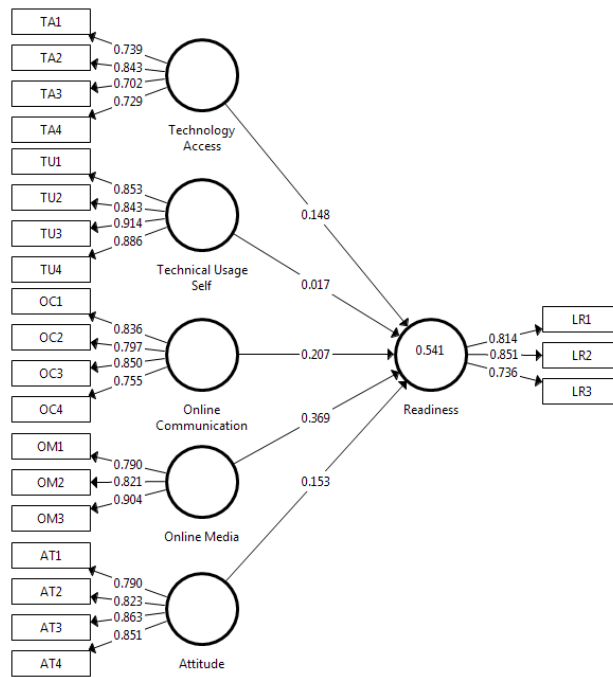 TA1
TA2
TA3
TA4
0.739
0.843
0.702
0.729
Technology
Access
TU1
TU2
TU3
TU4
0.853
0.843
0.914
0.886
Technical Usage
Self
OC1
OC2
OC3
OC4
0.836
0.797
0.850
0.755
Online
Communication
OM1
OM2
OM3
0.790
0.821
0.904
Online Media
AT1
AT2
AT3
AT4
0.790
0.823
0.863
0.851
Attitude
0.148
0.017
0.207
0.369
0.153
0.541
Readiness
0.814
0.851
0.736
LR1
LR2
LR3